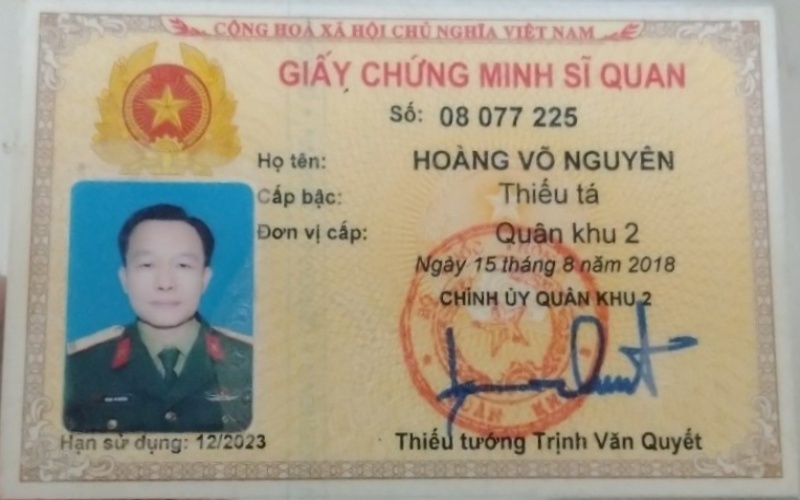 CỘNG HOÀ XÃ HỘI CHỦ NGHĨA VIỆT NAM
GIẤY CHỨNG MINH SĨ QUAN
Số: 08 077 225
Họ tên: HOÀNG VÕ NGUYÊN
Cấp bậc: Thiếu tá
Đơn vị cấp: Quân khu 2
Ngày 15 tháng 8 năm 2018
CHÍNH ỦY QUÂN KHU 2
Hạn sử dụng: 12/2023
Thiếu tướng Trịnh Văn Quyết